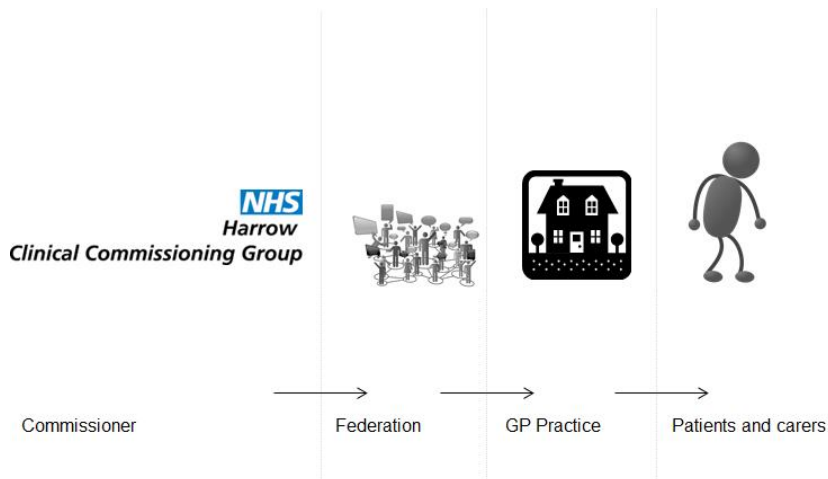 NHS
Harrow
Clinical Commissioning Group
Commissioner
Federation
GP Practice
Patients and carers